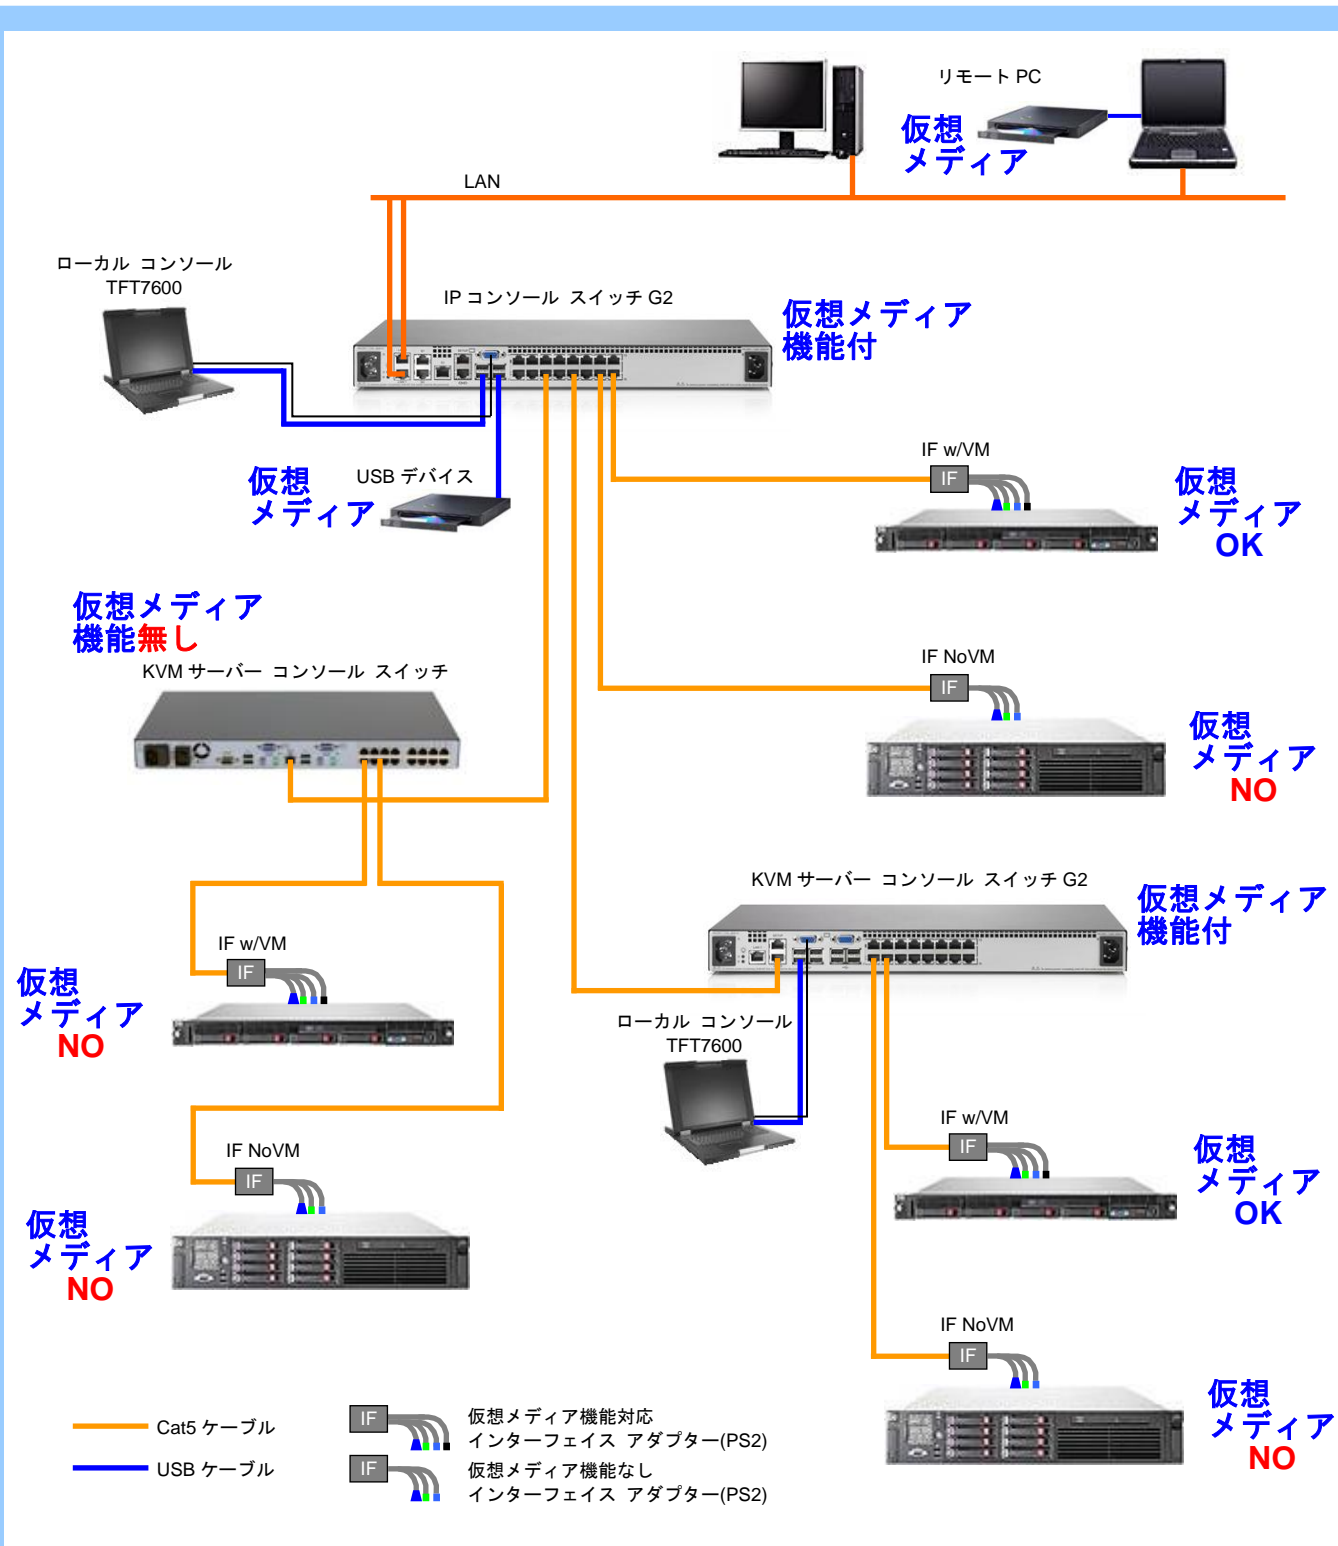 リモート PC
仮想
メディア
LAN
ローカル コンソール
TFT7600
IP コンソール スイッチ G2
仮想メディア
機能付
仮想
メディア
USB デバイス
IF w/VM
IF
仮想
メディア
OK
仮想メディア
機能無し
KVM サーバー コンソール スイッチ
IF NoVM
IF
仮想
メディア
NO
KVM サーバー コンソール スイッチ G2
仮想メディア
機能付
IF w/VM
IF
仮想
メディア
NO
ローカル コンソール
TFT7600
IF w/VM
IF
仮想
メディア
OK
IF NoVM
IF
仮想
メディア
NO
IF NoVM
IF
仮想
メディア
NO
Cat5 ケーブル
USB ケーブル
IF
仮想メディア機能対応
インターフェイス アダプター(PS2)
IF
仮想メディア機能なし
インターフェイス アダプター(PS2)